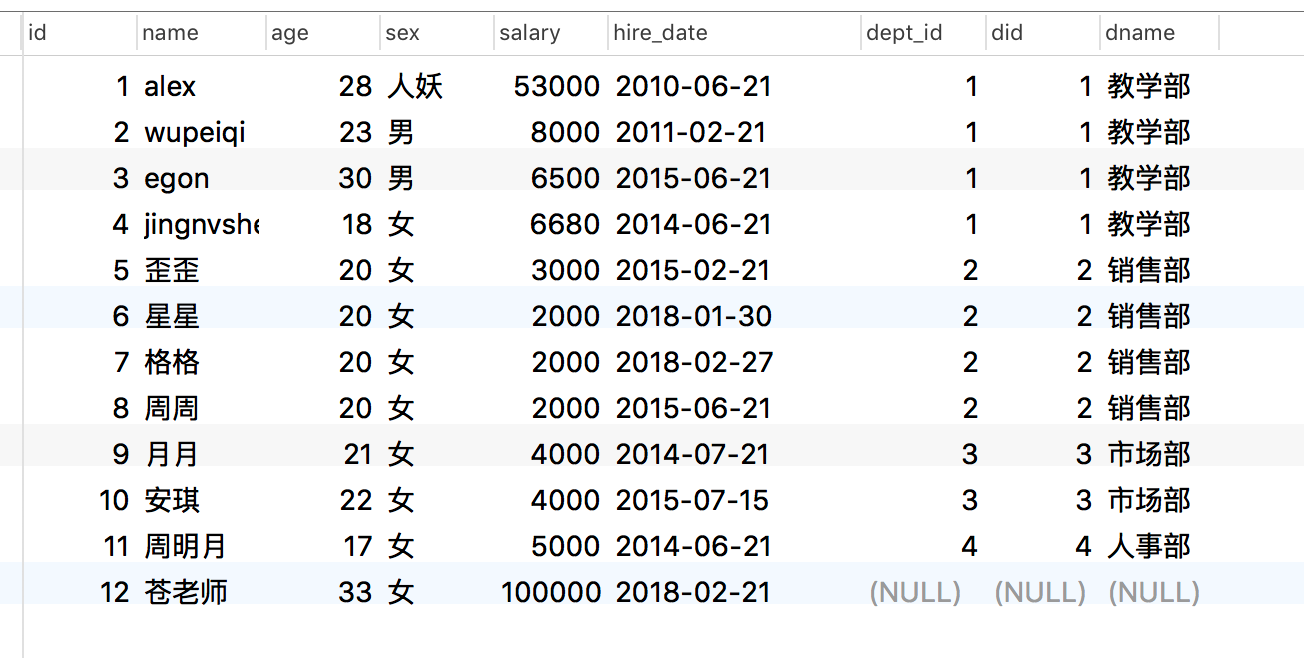 id name age sex salary hire_date dept_id did dname
1 alex 28 人妖 53000 2010-06-21 1 1 教学部
2 wupeiqi 23 男 8000 2011-02-21 1 1 教学部
3 egon 30 男 6500 2015-06-21 1 1 教学部
4 jingnvshe 18 女 6680 2014-06-21 1 1 教学部
5 歪歪 20 女 3000 2015-02-21 2 2 销售部
6 星星 20 女 2000 2018-01-30 2 2 销售部
7 格格 20 女 2000 2018-02-27 2 2 销售部
8 周周 20 女 2000 2015-06-21 2 2 销售部
9 月月 21 女 4000 2014-07-21 3 3 市场部
10 安琪 22 女 4000 2015-07-15 3 3 市场部
11 周明月 17 女 5000 2014-06-21 4 4 人事部
12 苍老师 33 女 100000 2018-02-21 (NULL) (NULL) (NULL)